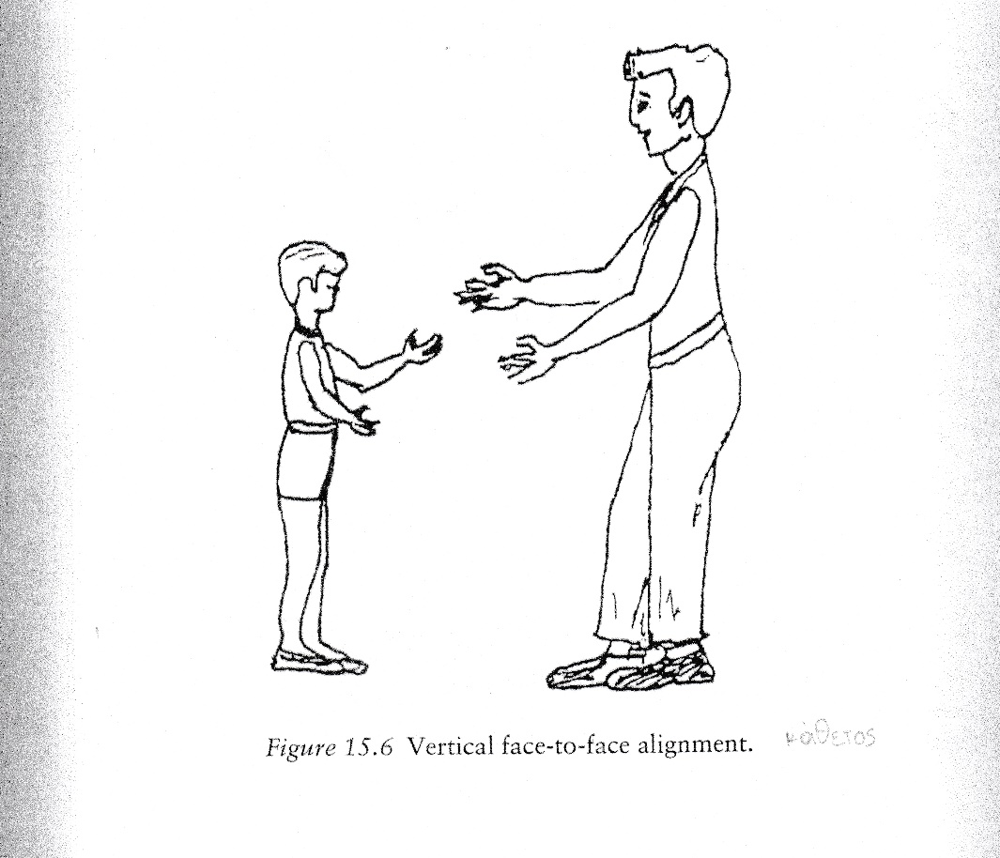 Figure 15.6 Vertical face-to-face alignment. κάθετος